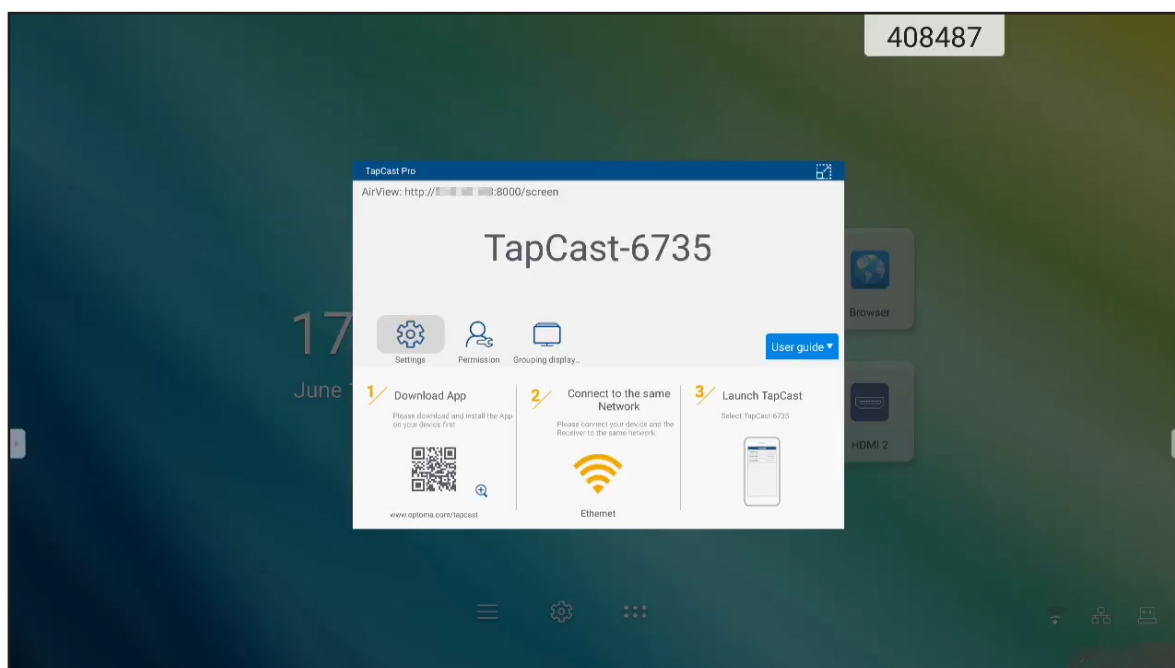 408487
TapCast Pro
AirView: http:// :8000/screen
TapCast-6735
Browser
17
Settings
Permission
Grouping display..
User guide
June
1
Download App
Please download and install the App
on your device first
www.optoma.com/tapcast
2
Connect to the same
Network
Please connect your device and the
Receiver to the same network
Ethernet
3
Launch TapCast
Select TapCast-6735
HDMI 2